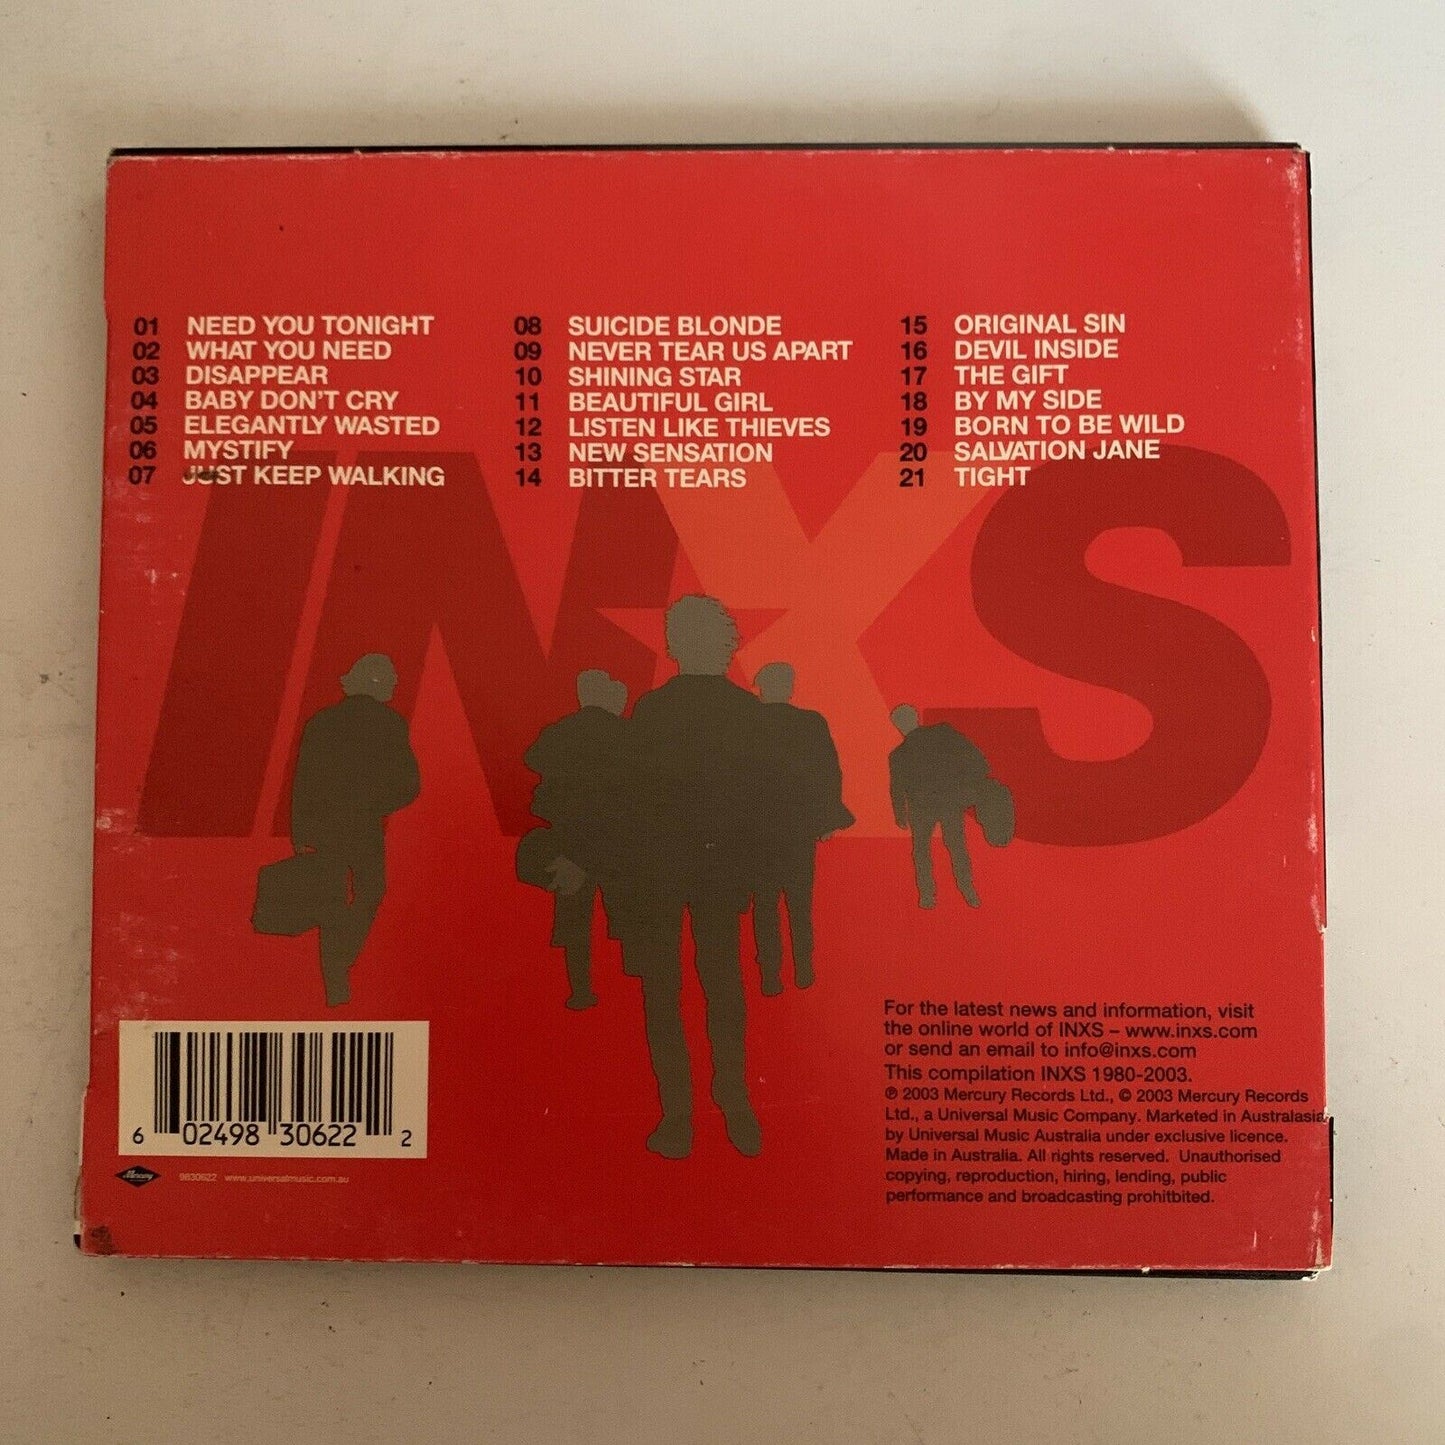 01 NEED YOU TONIGHT
02 WHAT YOU NEED
03 DISAPPEAR
04 BABY DON'T CRY
05 ELEGANTLY WASTED
06 MYSTIFY
07 JUST KEEP WALKING
08 SUICIDE BLONDE
09 NEVER TEAR US APART
10 SHINING STAR
11 BEAUTIFUL GIRL
12 LISTEN LIKE THIEVES
13 NEW SENSATION
14 BITTER TEARS
15 ORIGINAL SIN
16 DEVIL INSIDE
17 THE GIFT
18 BY MY SIDE
19 BORN TO BE WILD
20 SALVATION JANE
21 TIGHT
INXS
For the latest news and information, visit
the online world of INXS – www.inxs.com
or send an email to info@inxs.com
This compilation INXS 1980-2003.
℗ 2003 Mercury Records Ltd., © 2003 Mercury Records
Ltd., a Universal Music Company. Marketed in Australasia
by Universal Music Australia under exclusive licence.
Made in Australia. All rights reserved. Unauthorised
copying, reproduction, hiring, lending, public
performance and broadcasting prohitbited.
6 02498 30622 2
Mercury 9830622 www.universalmusic.com.au